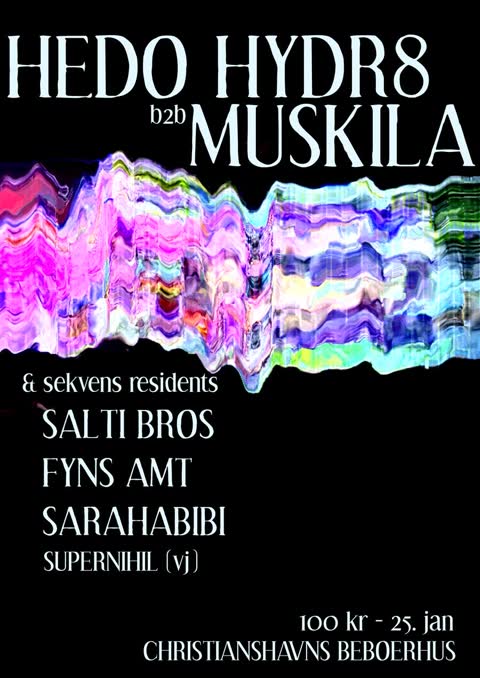 HEDO HYDR8
b2b MUSKILA
& sekvens residents
SALTI BROS
FYNS AMT
SARAHABIBI
SUPERNIHIL (vj)
100 kr - 25. jan
CHRISTIANSHAVNS BEBOERHUS